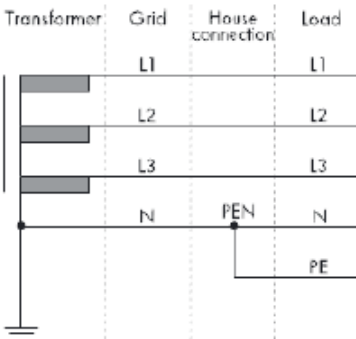 Transformer Grid House connection Load
L1 L1
L2 L2
L3 L3
N PEN N
PE